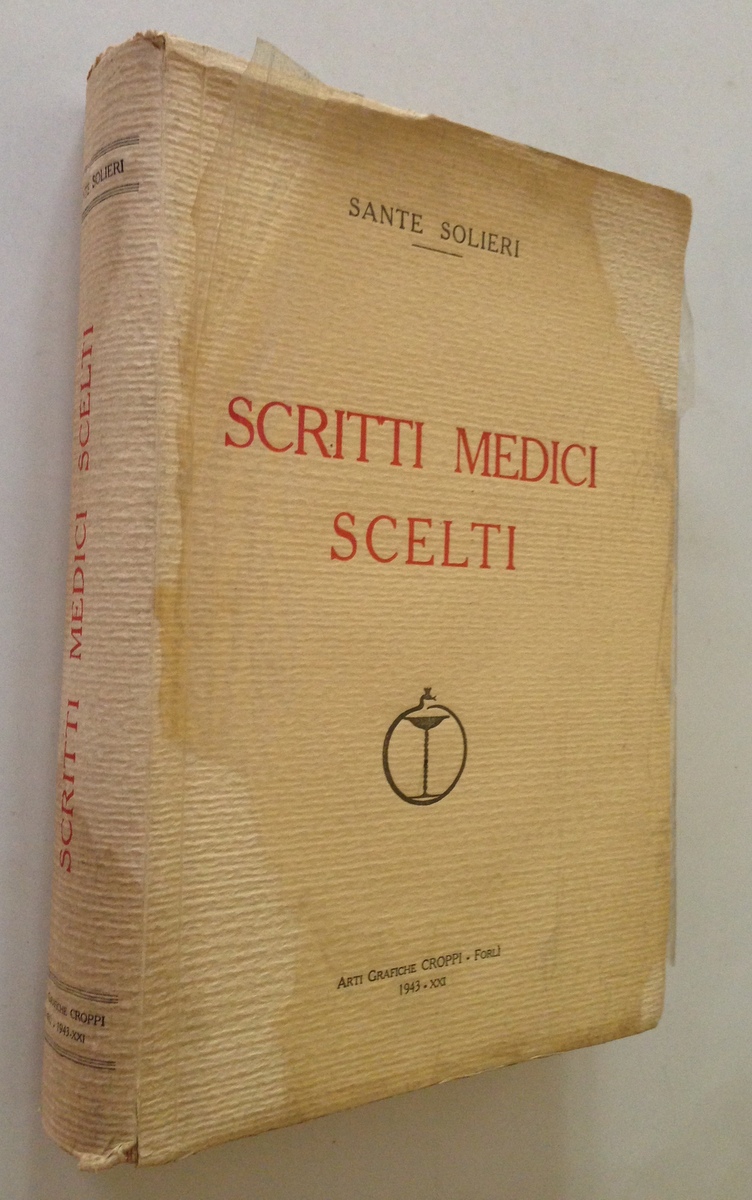 SANTE SOLIERI
SCRITTI MEDICI
SCELTI
ARTI GRAFICHE CROPPI - FORLÌ
1943 - XXI
SOLIERI
SCRITTI MEDICI SCELTI
CROPPI
1943-XXI